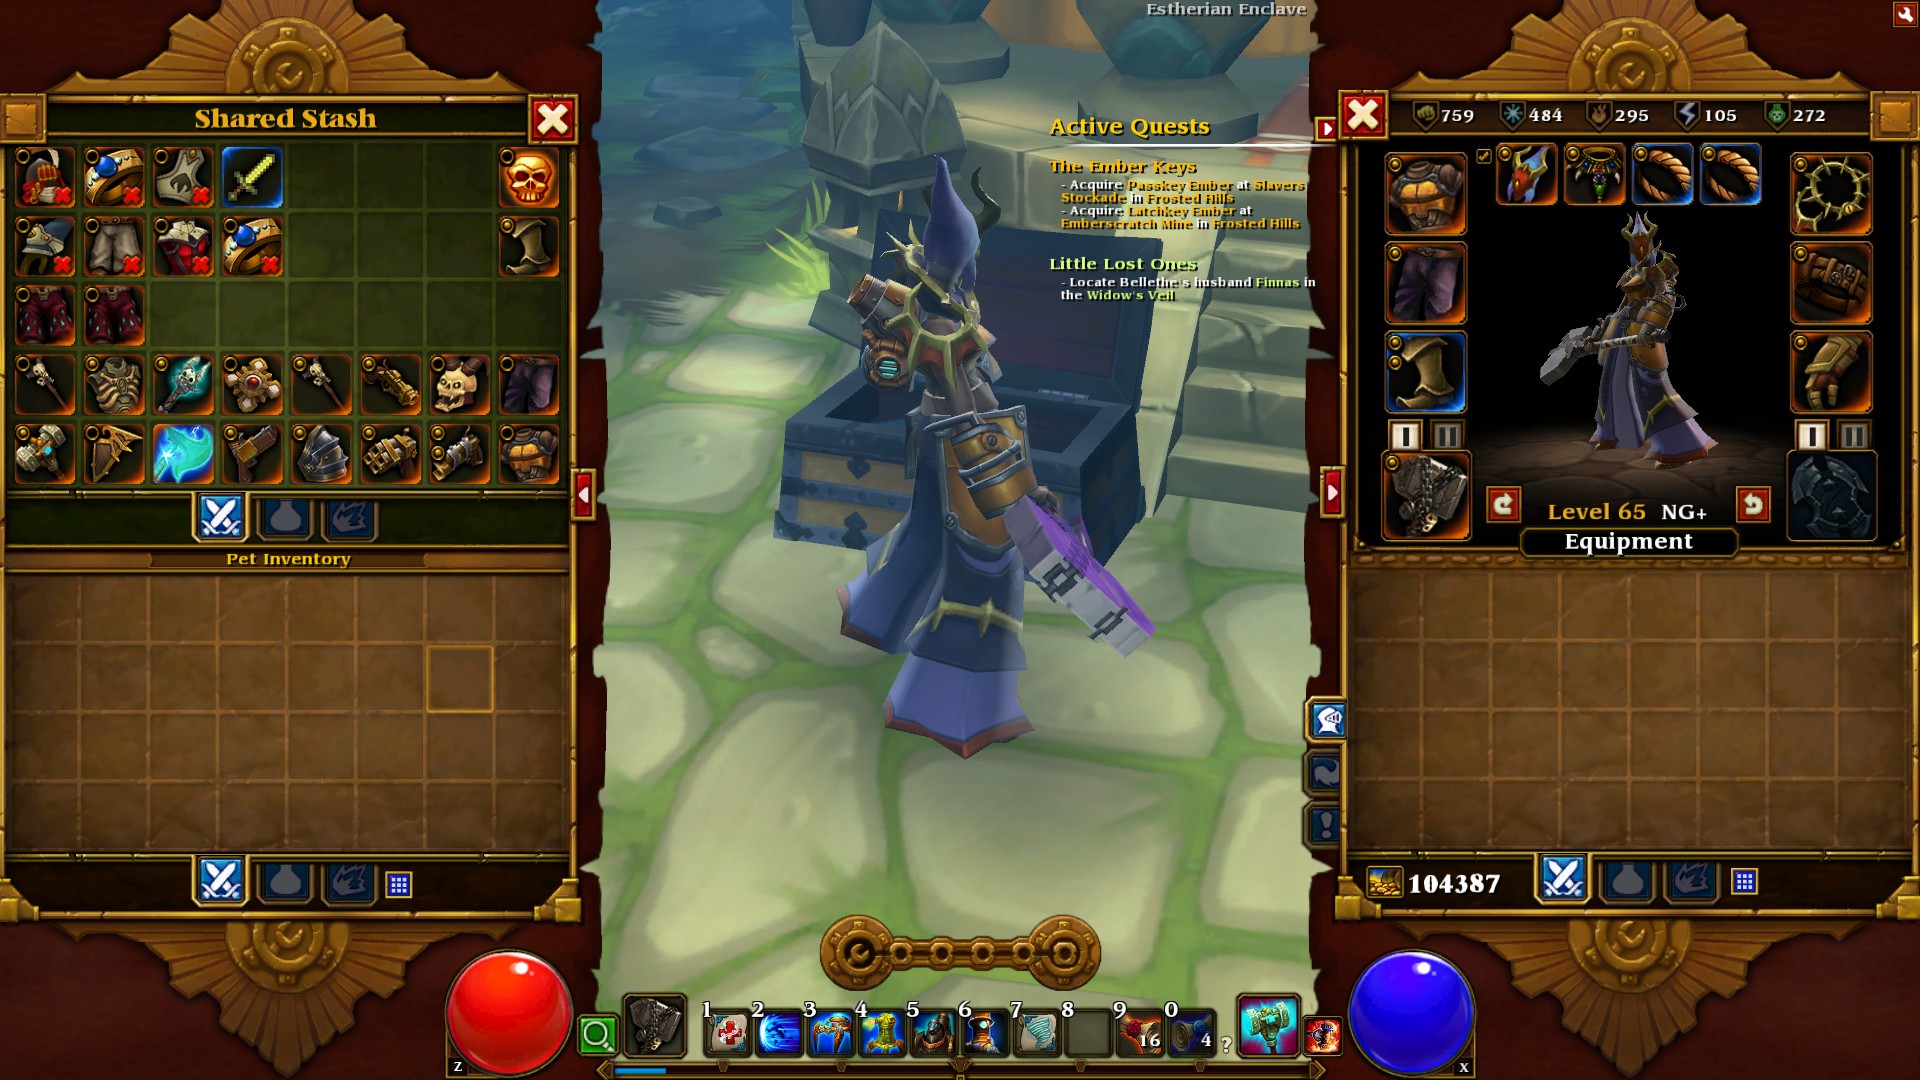 Estherian Enclave
Shared Stash
Active Quests
The Ember Keys
- Acquire Passkey Ember at Slavers
Stockade in Frosted Hills
- Acquire Latchkey Ember at
Emberscratch Mine in Frosted Hills
Little Lost Ones
- Locate Bellethe's husband Finnas in
the Widow's Veil
759 484 295 105 272
Level 65 NG+
Equipment
Pet Inventory
104387
1 2 3 4 5 6 7 8 9 0
16 4 ?
Z X